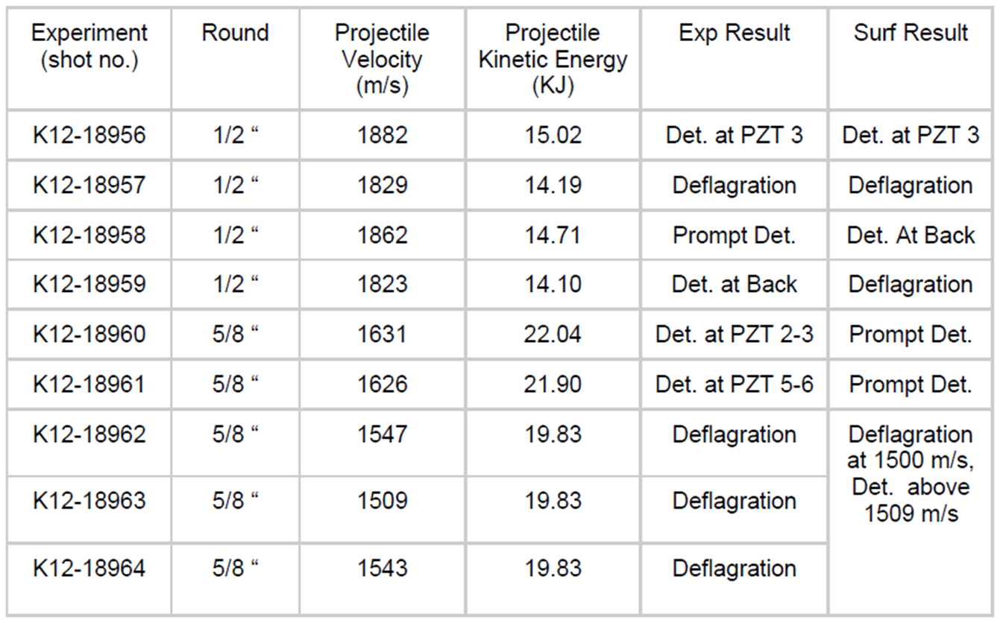 Experiment (shot no.) Round Projectile Velocity (m/s) Projectile Kinetic Energy (KJ) Exp Result Surf Result
K12-18956 1/2 “ 1882 15.02 Det. at PZT 3 Det. at PZT 3
K12-18957 1/2 “ 1829 14.19 Deflagration Deflagration
K12-18958 1/2 “ 1862 14.71 Prompt Det. Det. At Back
K12-18959 1/2 “ 1823 14.10 Det. at Back Deflagration
K12-18960 5/8 “ 1631 22.04 Det. at PZT 2-3 Prompt Det.
K12-18961 5/8 “ 1626 21.90 Det. at PZT 5-6 Prompt Det.
K12-18962 5/8 “ 1547 19.83 Deflagration Deflagration at 1500 m/s, Det. above 1509 m/s
K12-18963 5/8 “ 1509 19.83 Deflagration
K12-18964 5/8 “ 1543 19.83 Deflagration